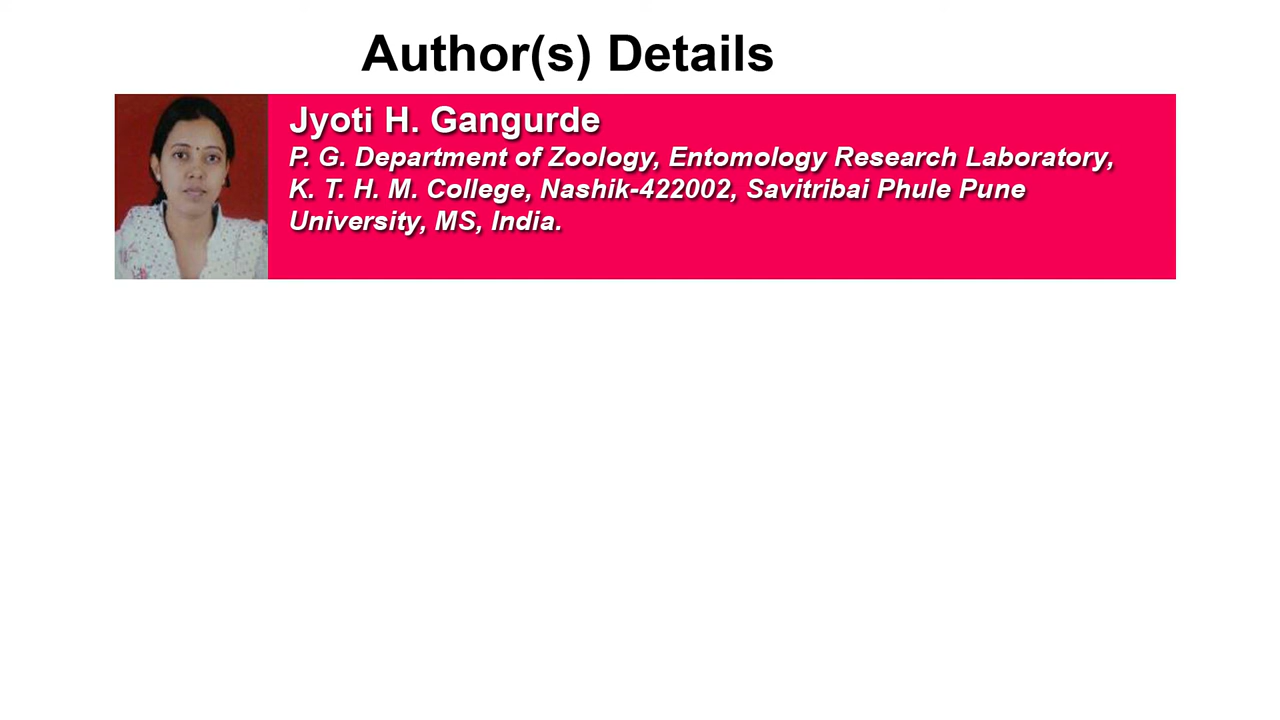 Author(s) Details
Jyoti H. Gangurde
P. G. Department of Zoology, Entomology Research Laboratory,
K. T. H. M. College, Nashik-422002, Savitribai Phule Pune
University, MS, India.